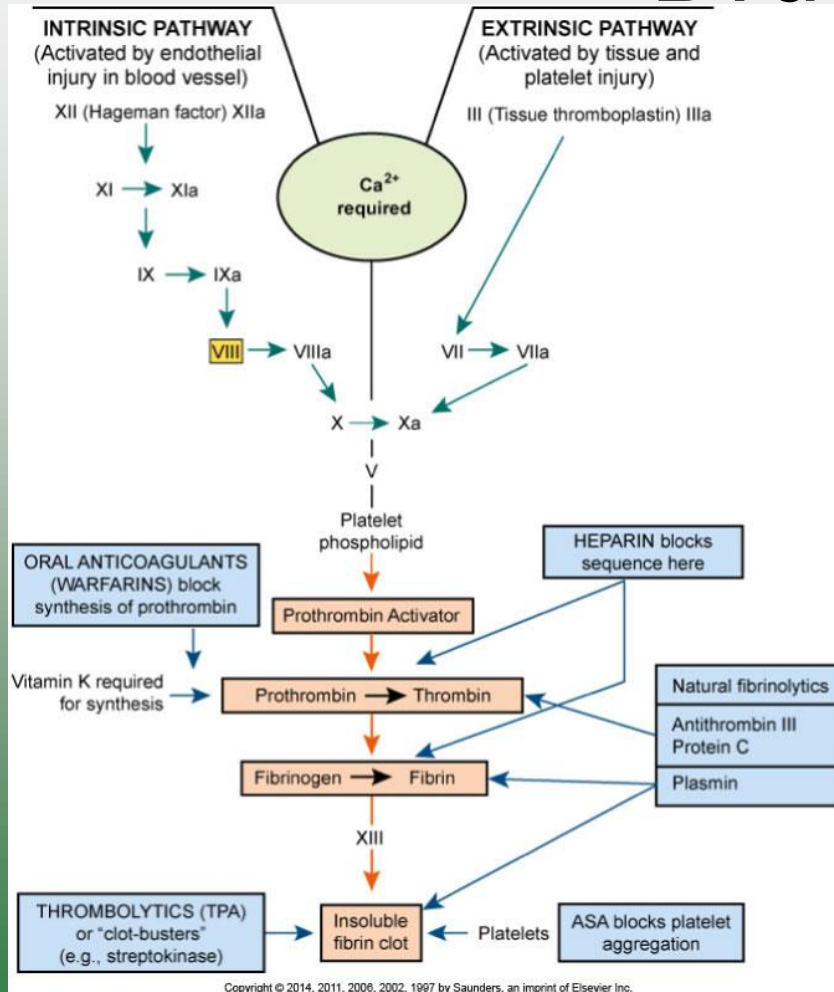 INTRINSIC PATHWAY
(Activated by endothelial
injury in blood vessel)
EXTRINSIC PATHWAY
(Activated by tissue and
platelet injury)
XII (Hageman factor) XIIa
III (Tissue thromboplastin) IIIa
Ca2+
required
XI XIa
IX IXa
VIII VIIIa
VII VIIa
X Xa
V
Platelet
phospholipid
HEPARIN blocks
sequence here
ORAL ANTICOAGULANTS
(WARFARINS) block
synthesis of prothrombin
Prothrombin Activator
Vitamin K required
for synthesis
Prothrombin Thrombin
Natural fibrinolytics
Antithrombin III
Protein C
Plasmin
Fibrinogen Fibrin
XIII
THROMBOLYTICS (TPA)
or "clot-busters"
(e.g., streptokinase)
Insoluble
fibrin clot
Platelets
ASA blocks platelet
aggregation
Copyright © 2014, 2011, 2006, 2002, 1997 by Saunders, an imprint of Elsevier Inc.